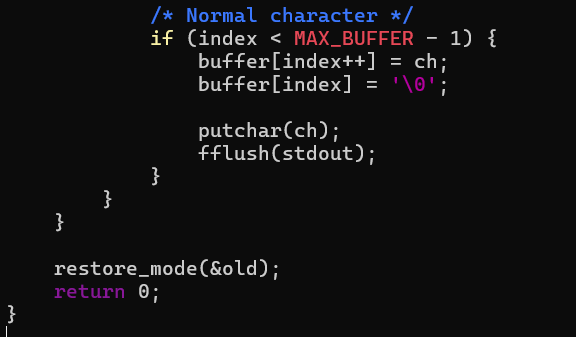 /* Normal character */
if (index < MAX_BUFFER - 1) {
buffer[index++] = ch;
buffer[index] = '\0';
putchar(ch);
fflush(stdout);
}
}
}
restore_mode(&old);
return 0;
}